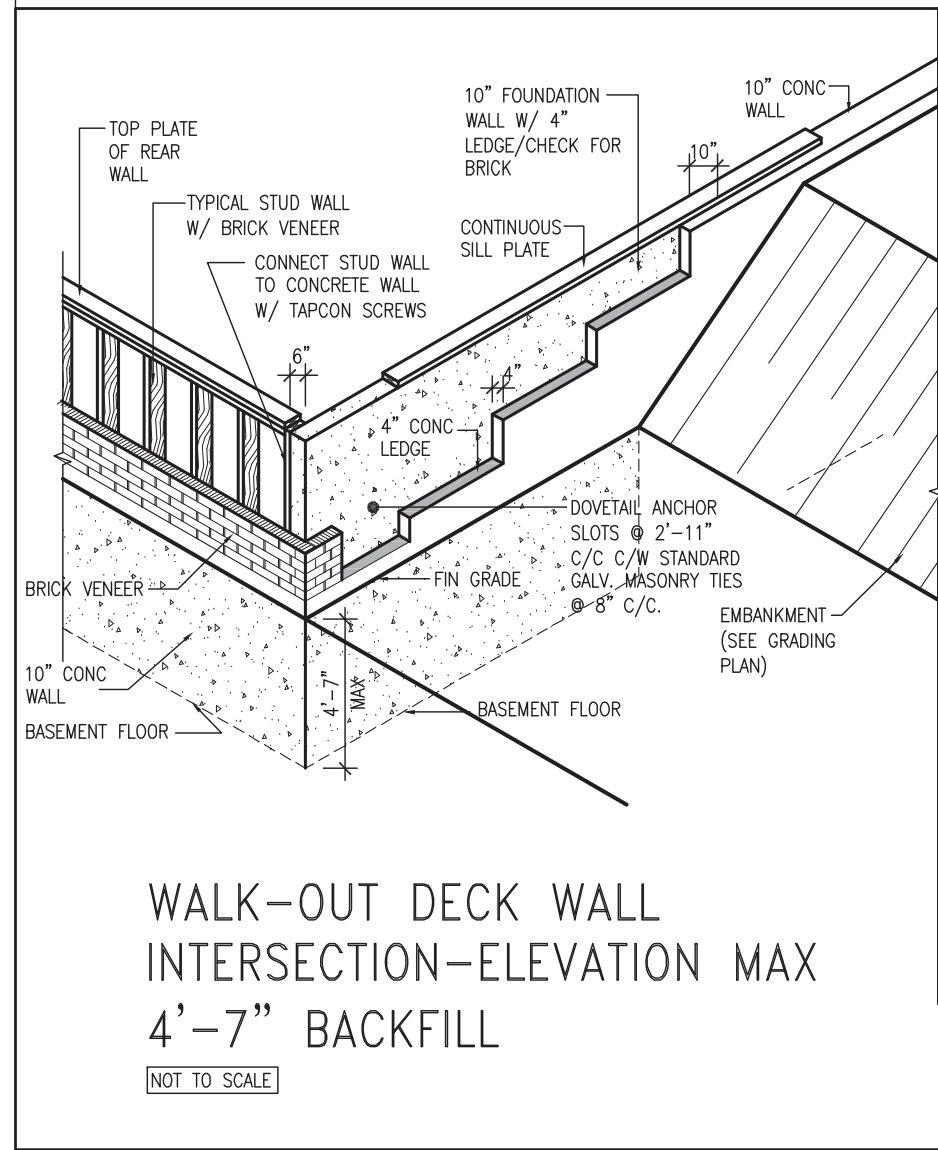 10" FOUNDATION
WALL W/ 4"
LEDGE/CHECK FOR
BRICK
10" CONC
WALL
TOP PLATE
OF REAR
WALL
10"
TYPICAL STUD WALL
W/ BRICK VENEER
CONTINUOUS
SILL PLATE
CONNECT STUD WALL
TO CONCRETE WALL
W/ TAPCON SCREWS
6"
4"
4" CONC
LEDGE
DOVETAIL ANCHOR
SLOTS @ 2'-11"
C/C C/W STANDARD
GALV. MASONRY TIES
@ 8" C/C.
FIN GRADE
BRICK VENEER
EMBANKMENT
(SEE GRADING
PLAN)
10" CONC
WALL
4'-7"
MAX
BASEMENT FLOOR
BASEMENT FLOOR
WALK-OUT DECK WALL
INTERSECTION-ELEVATION MAX
4'-7" BACKFILL
NOT TO SCALE